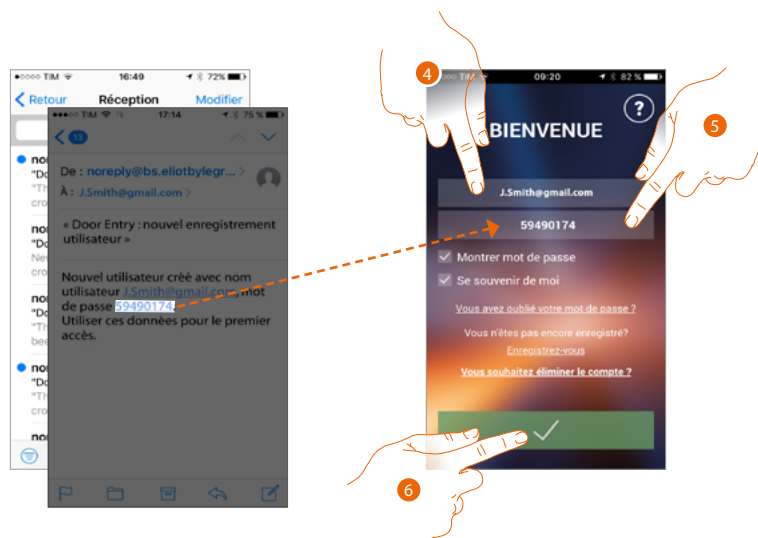 TIM 16:49 72%
Retour Réception Modifier
TIM 17:14 75 %
13
De : noreply@bs.eliotbylegr...
À : J.Smith@gmail.com
« Door Entry : nouvel enregistrement
utilisateur »
Nouvel utilisateur créé avec nom
utilisateur J.Smith@gmail.com, mot
de passe 59490174.
Utiliser ces données pour le premier
accès.
4
TIM 09:20 82 %
?
BIENVENUE
5
J.Smith@gmail.com
59490174
Montrer mot de passe
Se souvenir de moi
Vous avez oublié votre mot de passe ?
Vous n'êtes pas encore enregistré?
Enregistrez-vous
Vous souhaitez éliminer le compte ?
6